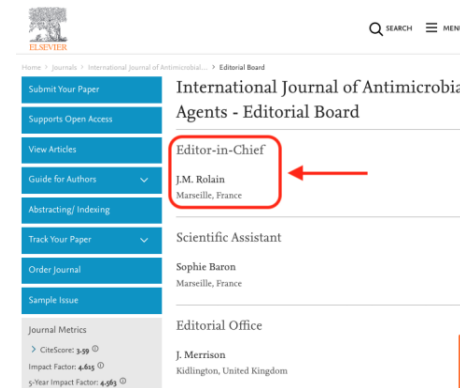 ELSEVIER
SEARCH
MENU
Home > Journals > International Journal of Antimicrobial... > Editorial Board
Submit Your Paper
Supports Open Access
View Articles
Guide for Authors
Abstracting/ Indexing
Track Your Paper
Order Journal
Sample Issue
Journal Metrics
> CiteScore: 3.59
Impact Factor: 4.615
5-Year Impact Factor: 4.563
International Journal of Antimicrobia
Agents - Editorial Board
Editor-in-Chief
J.M. Rolain
Marseille, France
Scientific Assistant
Sophie Baron
Marseille, France
Editorial Office
J. Merrison
Kidlington, United Kingdom